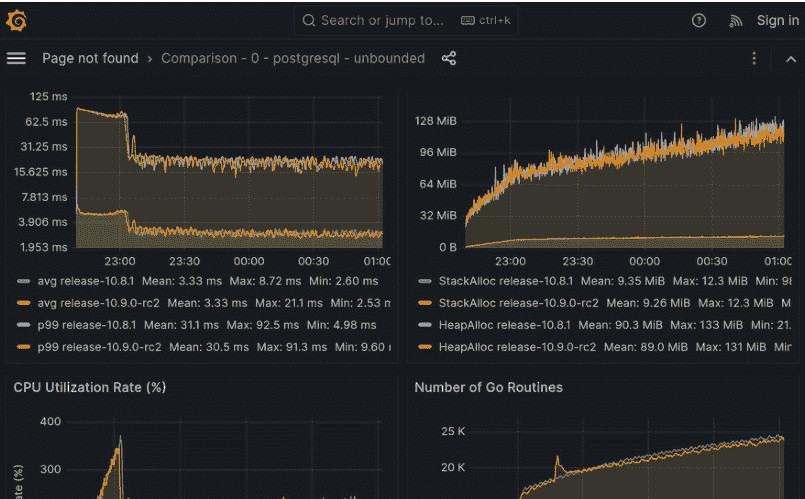 Search or jump to... ctrl+k Sign in
Page not found › Comparison - 0 - postgresql - unbounded
125 ms
62.5 ms
31.25 ms
15.625 ms
7.813 ms
3.906 ms
1.953 ms
23:00 23:30 00:00 00:30 01:00
avg release-10.8.1 Mean: 3.33 ms Max: 8.72 ms Min: 2.60 ms
avg release-10.9.0-rc2 Mean: 3.33 ms Max: 21.1 ms Min: 2.53 m
p99 release-10.8.1 Mean: 31.1 ms Max: 92.5 ms Min: 4.98 ms
p99 release-10.9.0-rc2 Mean: 30.5 ms Max: 91.3 ms Min: 9.60
128 MiB
96 MiB
64 MiB
32 MiB
0 B
23:00 23:30 00:00 00:30 01:00
StackAlloc release-10.8.1 Mean: 9.35 MiB Max: 12.3 MiB Min: 98
StackAlloc release-10.9.0-rc2 Mean: 9.26 MiB Max: 12.3 MiB M
HeapAlloc release-10.8.1 Mean: 90.3 MiB Max: 133 MiB Min: 21.
HeapAlloc release-10.9.0-rc2 Mean: 89.0 MiB Max: 131 MiB Min
CPU Utilization Rate (%)
400
300
ate (%)
Number of Go Routines
25 K
20 K